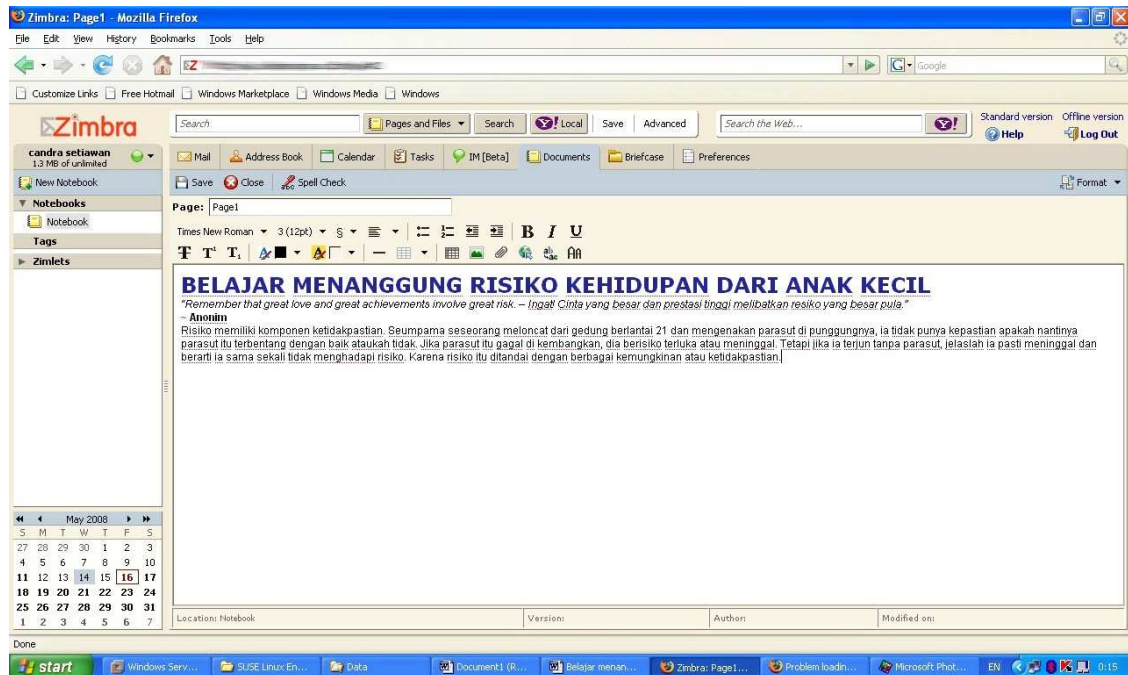 Zimbra: Page1 - Mozilla Firefox
File Edit View History Bookmarks Tools Help
Google
Customize Links Free Hotmail Windows Marketplace Windows Media Windows
Zimbra Search Pages and Files Search Y! Local Save Advanced Search the Web... Y! Standard version Offline version
Help Log Out
candra setiawan
1.3 MB of unlimited
Mail Address Book Calendar Tasks IM [Beta] Documents Briefcase Preferences
New Notebook Save Close Spell Check Format
Notebooks
Notebook
Tags
Zimlets
Page: Page1
Times New Roman 3 (12pt) § B I U
T T¹ T₁
BELAJAR MENANGGUNG RISIKO KEHIDUPAN DARI ANAK KECIL
"Remember that great love and great achievements involve great risk. – Ingat! Cinta yang besar dan prestasi tinggi melibatkan resiko yang besar pula."
~ Anonim
Risiko memiliki komponen ketidakpastian. Seumpama seseorang meloncat dari gedung berlantai 21 dan mengenakan parasut di punggungnya, ia tidak punya kepastian apakah nantinya
parasut itu terbentang dengan baik ataukah tidak. Jika parasut itu gagal di kembangkan, dia berisiko terluka atau meninggal. Tetapi jika ia terjun tanpa parasut, jelaslah ia pasti meninggal dan
berarti ia sama sekali tidak menghadapi risiko. Karena risiko itu ditandai dengan berbagai kemungkinan atau ketidakpastian.
May 2008
S M T W T F S
27 28 29 30 1 2 3
4 5 6 7 8 9 10
11 12 13 14 15 16 17
18 19 20 21 22 23 24
25 26 27 28 29 30 31
1 2 3 4 5 6 7
Location: Notebook Version: Author: Modified on:
Done
start Windows Serv... SUSE Linux En... Data Document1 (R... Belajar menan... Zimbra: Page1... Problem loadin... Microsoft Phot... EN 0:15